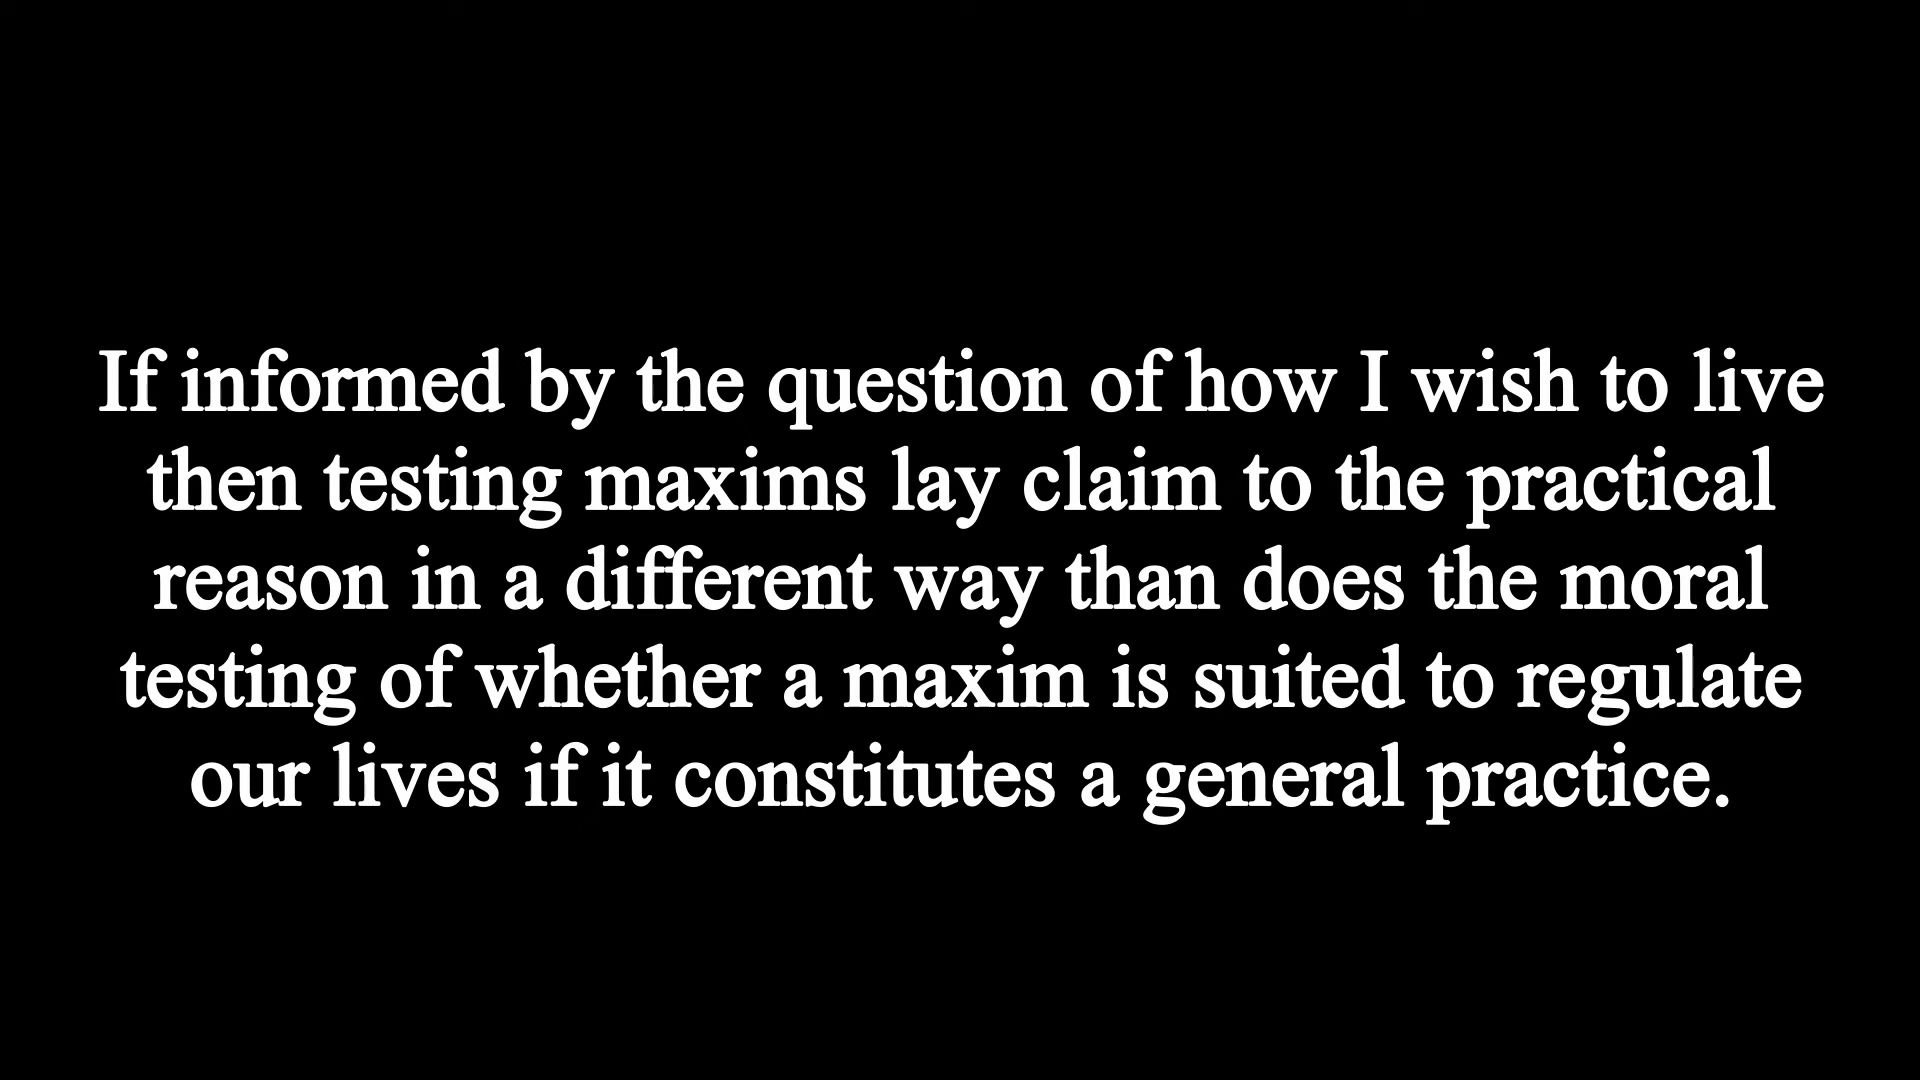 If informed by the question of how I wish to live
then testing maxims lay claim to the practical
reason in a different way than does the moral
testing of whether a maxim is suited to regulate
our lives if it constitutes a general practice.